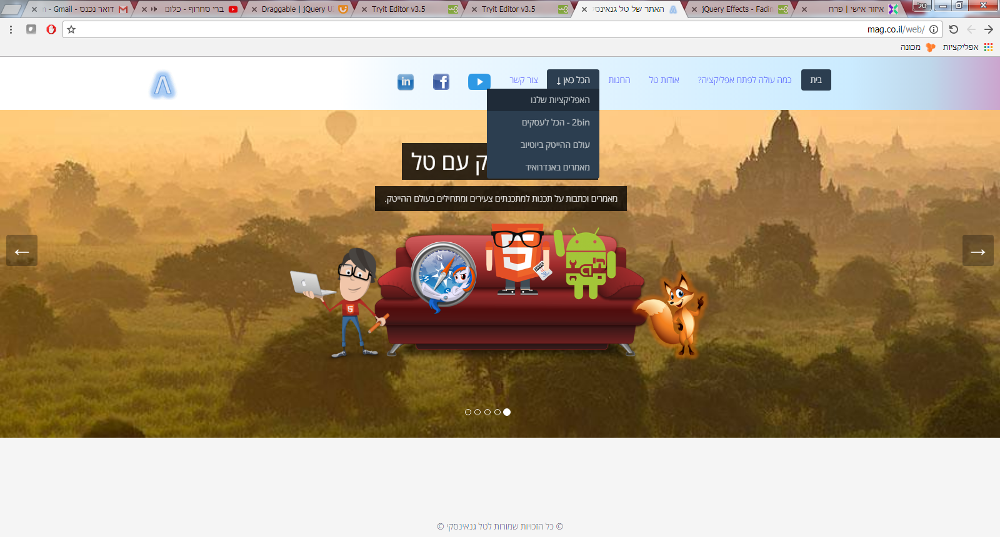 טל
איזור אישי | פרח
jQuery Effects - Fadin
האתר של טל גנאינסקי
Tryit Editor v3.5
Tryit Editor v3.5
Draggable | jQuery U
ברי סחרוף - כלום
דואר נכנס - Gmail -
mag.co.il/web/
אפליקציות
מכונה
בית
כמה עולה לפתח אפליקציה?
אודות טל
החנות
הכל כאן ↓
צור קשר
האפליקציות שלנו
2bin - הכל לעסקים
עולם ההייטק ביוטיוב
מאמרים באנדרואיד
ק עם טל
מאמרים וכתבות על תכנות למתכנתים צעירים ומתחילים בעולם ההייטק.
© כל הזכויות שמורות לטל גנאינסקי ©